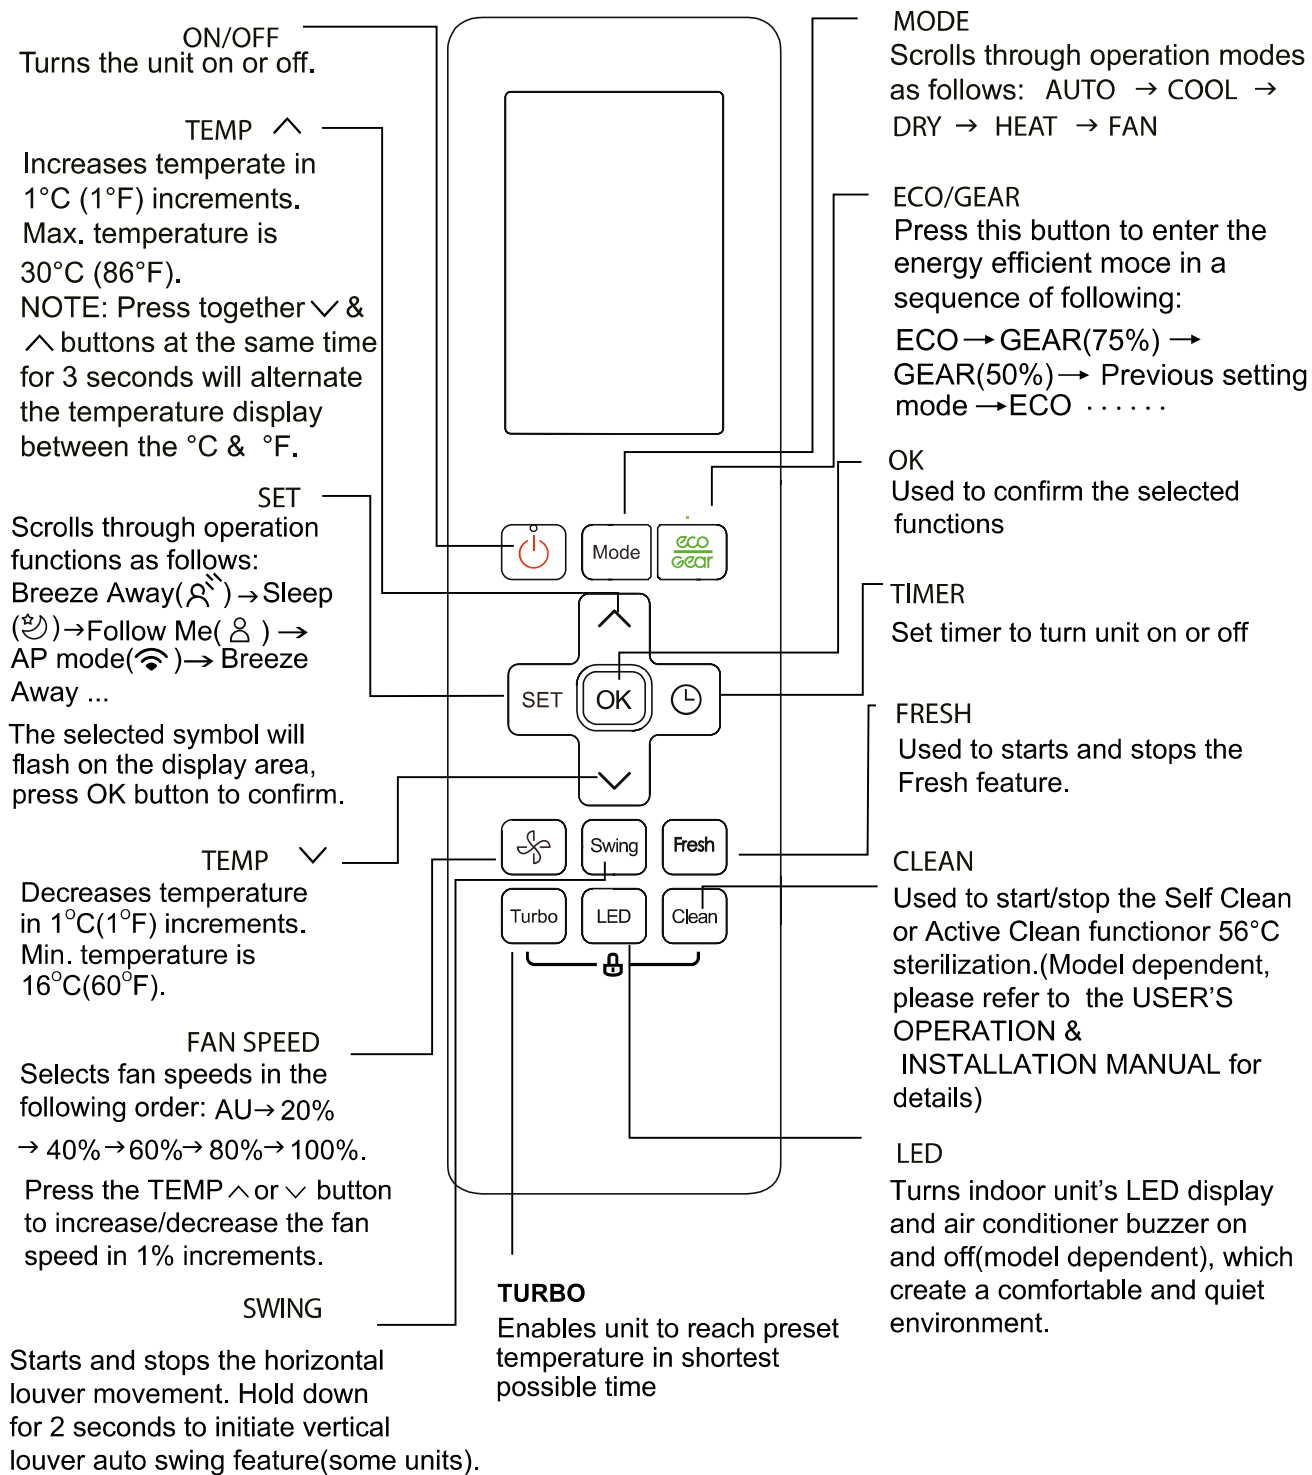 ON/OFF
Turns the unit on or off.
TEMP ∧
Increases temperate in
1°C (1°F) increments.
Max. temperature is
30°C (86°F).
NOTE: Press together ∨ &
∧ buttons at the same time
for 3 seconds will alternate
the temperature display
between the °C & °F.
SET
Scrolls through operation
functions as follows:
Breeze Away( ) → Sleep
( ) → Follow Me( ) →
AP mode( ) → Breeze
Away ...
The selected symbol will
flash on the display area,
press OK button to confirm.
TEMP ∨
Decreases temperature
in 1°C(1°F) increments.
Min. temperature is
16°C(60°F).
FAN SPEED
Selects fan speeds in the
following order: AU→ 20%
→ 40%→60%→ 80%→ 100%.
Press the TEMP ∧ or ∨ button
to increase/decrease the fan
speed in 1% increments.
SWING
Starts and stops the horizontal
louver movement. Hold down
for 2 seconds to initiate vertical
louver auto swing feature(some units).
Mode
eco
Gear
SET
OK
Swing
Fresh
Turbo
LED
Clean
TURBO
Enables unit to reach preset
temperature in shortest
possible time
MODE
Scrolls through operation modes
as follows: AUTO → COOL →
DRY → HEAT → FAN
ECO/GEAR
Press this button to enter the
energy efficient moce in a
sequence of following:
ECO → GEAR(75%) →
GEAR(50%) → Previous setting
mode → ECO ······
OK
Used to confirm the selected
functions
TIMER
Set timer to turn unit on or off
FRESH
Used to starts and stops the
Fresh feature.
CLEAN
Used to start/stop the Self Clean
or Active Clean functionor 56°C
sterilization.(Model dependent,
please refer to the USER'S
OPERATION &
INSTALLATION MANUAL for
details)
LED
Turns indoor unit's LED display
and air conditioner buzzer on
and off(model dependent), which
create a comfortable and quiet
environment.